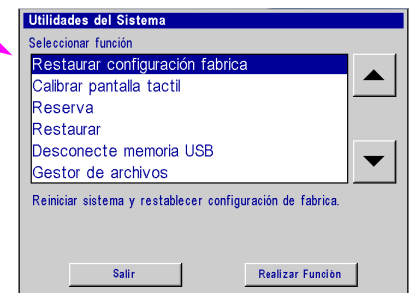 Utilidades del Sistema
Seleccionar función
Restaurar configuración fabrica
Calibrar pantalla tactil
Reserva
Restaurar
Desconecte memoria USB
Gestor de archivos
Reiniciar sistema y restablecer configuración de fabrica.
Salir
Realizar Función